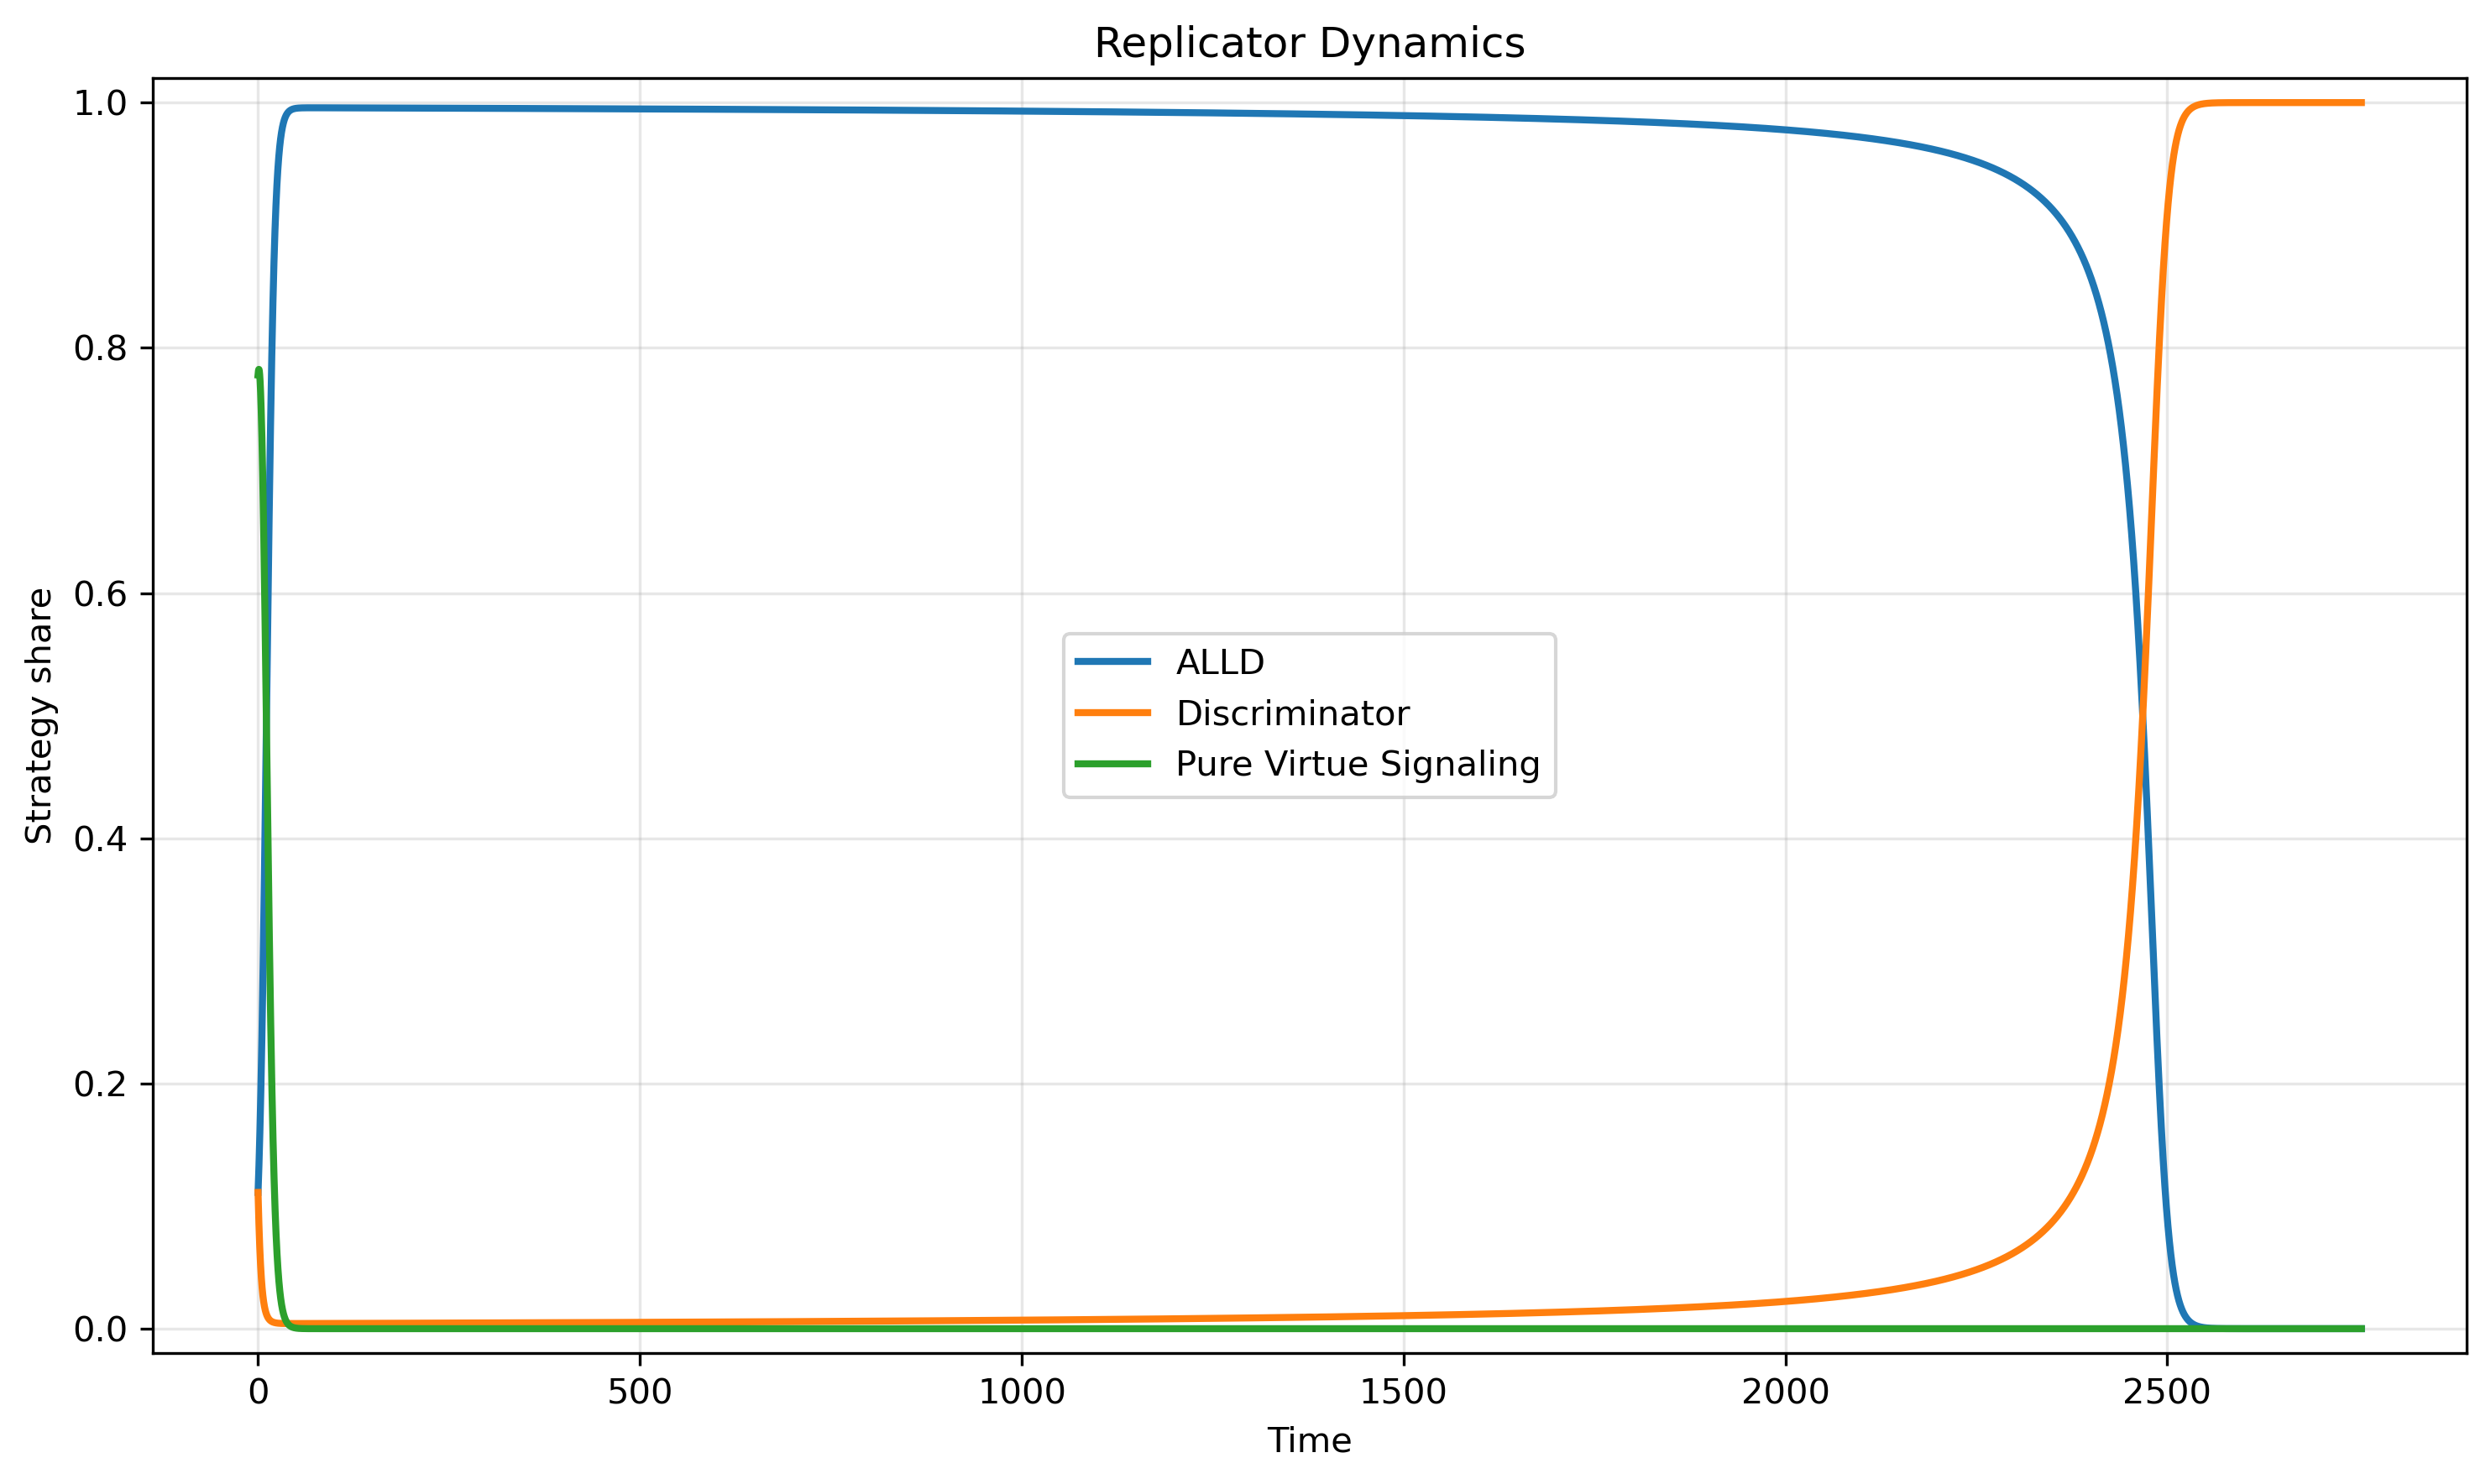 Replicator Dynamics
Strategy share
1.0
0.8
0.6
0.4
0.2
0.0
ALLD
Discriminator
Pure Virtue Signaling
0 500 1000 1500 2000 2500
Time